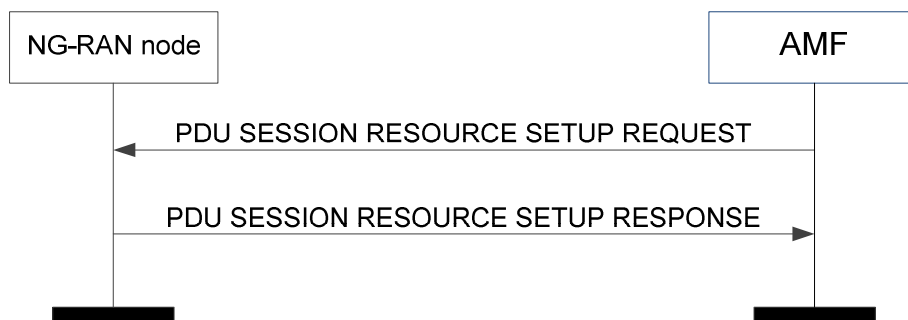 NG-RAN node
AMF
PDU SESSION RESOURCE SETUP REQUEST
PDU SESSION RESOURCE SETUP RESPONSE